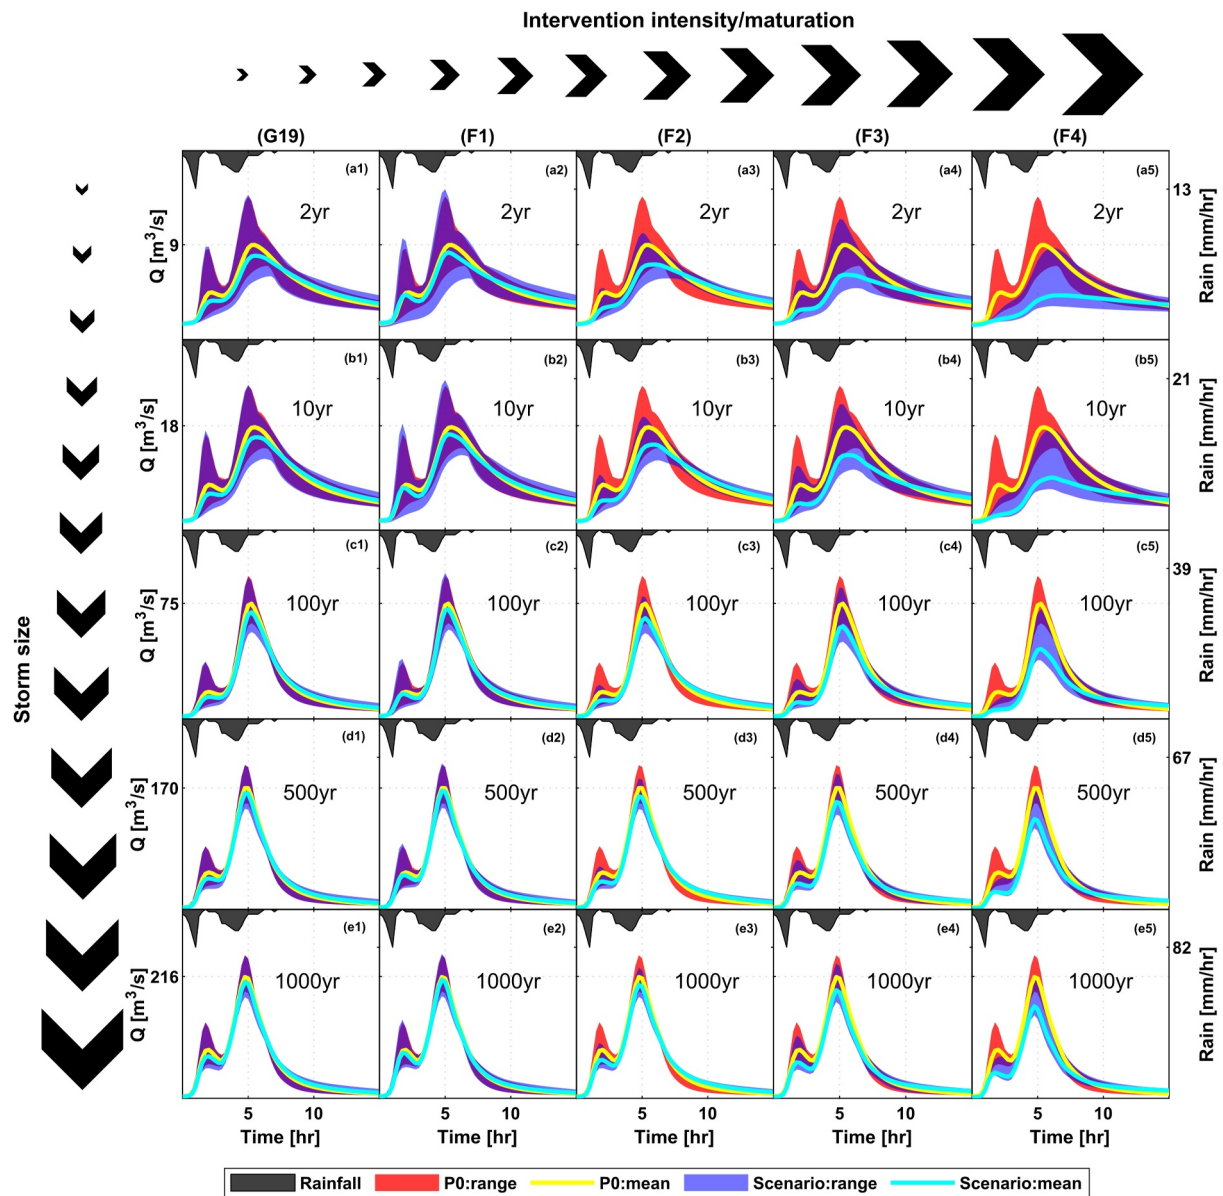 Intervention intensity/maturation
(G19) (F1) (F2) (F3) (F4)
(a1) (a2) (a3) (a4) (a5)
2yr 2yr 2yr 2yr 2yr
Q [m³/s] 9 13 Rain [mm/hr]
(b1) (b2) (b3) (b4) (b5)
10yr 10yr 10yr 10yr 10yr
Q [m³/s] 18 21 Rain [mm/hr]
(c1) (c2) (c3) (c4) (c5)
100yr 100yr 100yr 100yr 100yr
Q [m³/s] 75 39 Rain [mm/hr]
Storm size
(d1) (d2) (d3) (d4) (d5)
500yr 500yr 500yr 500yr 500yr
Q [m³/s] 170 67 Rain [mm/hr]
(e1) (e2) (e3) (e4) (e5)
1000yr 1000yr 1000yr 1000yr 1000yr
Q [m³/s] 216 82 Rain [mm/hr]
5 10 5 10 5 10 5 10 5 10
Time [hr] Time [hr] Time [hr] Time [hr] Time [hr]
Rainfall P0:range P0:mean Scenario:range Scenario:mean